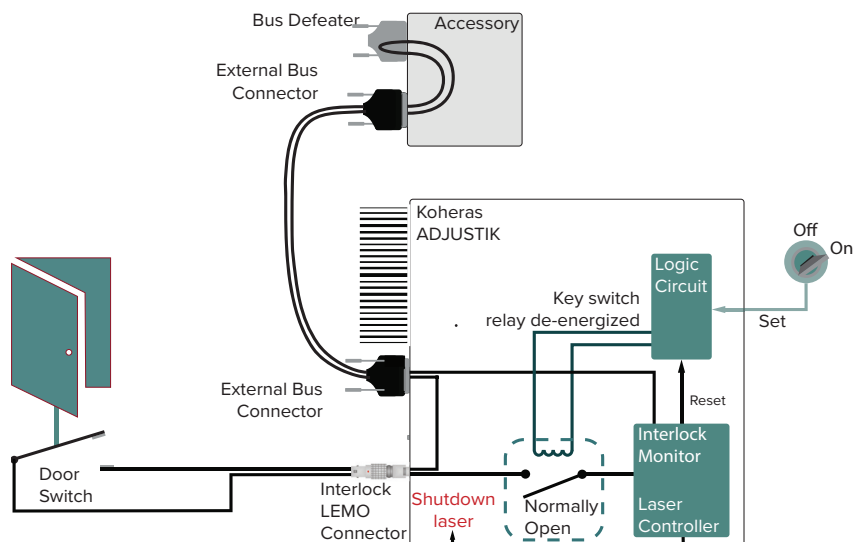 Bus Defeater
Accessory
External Bus
Connector
Koheras
ADJUSTIK
Off
On
Logic
Circuit
Key switch
relay de-energized
Set
External Bus
Connector
Reset
Interlock
Monitor
Door
Switch
Interlock
LEMO
Connector
Shutdown
laser
Normally
Open
Laser
Controller